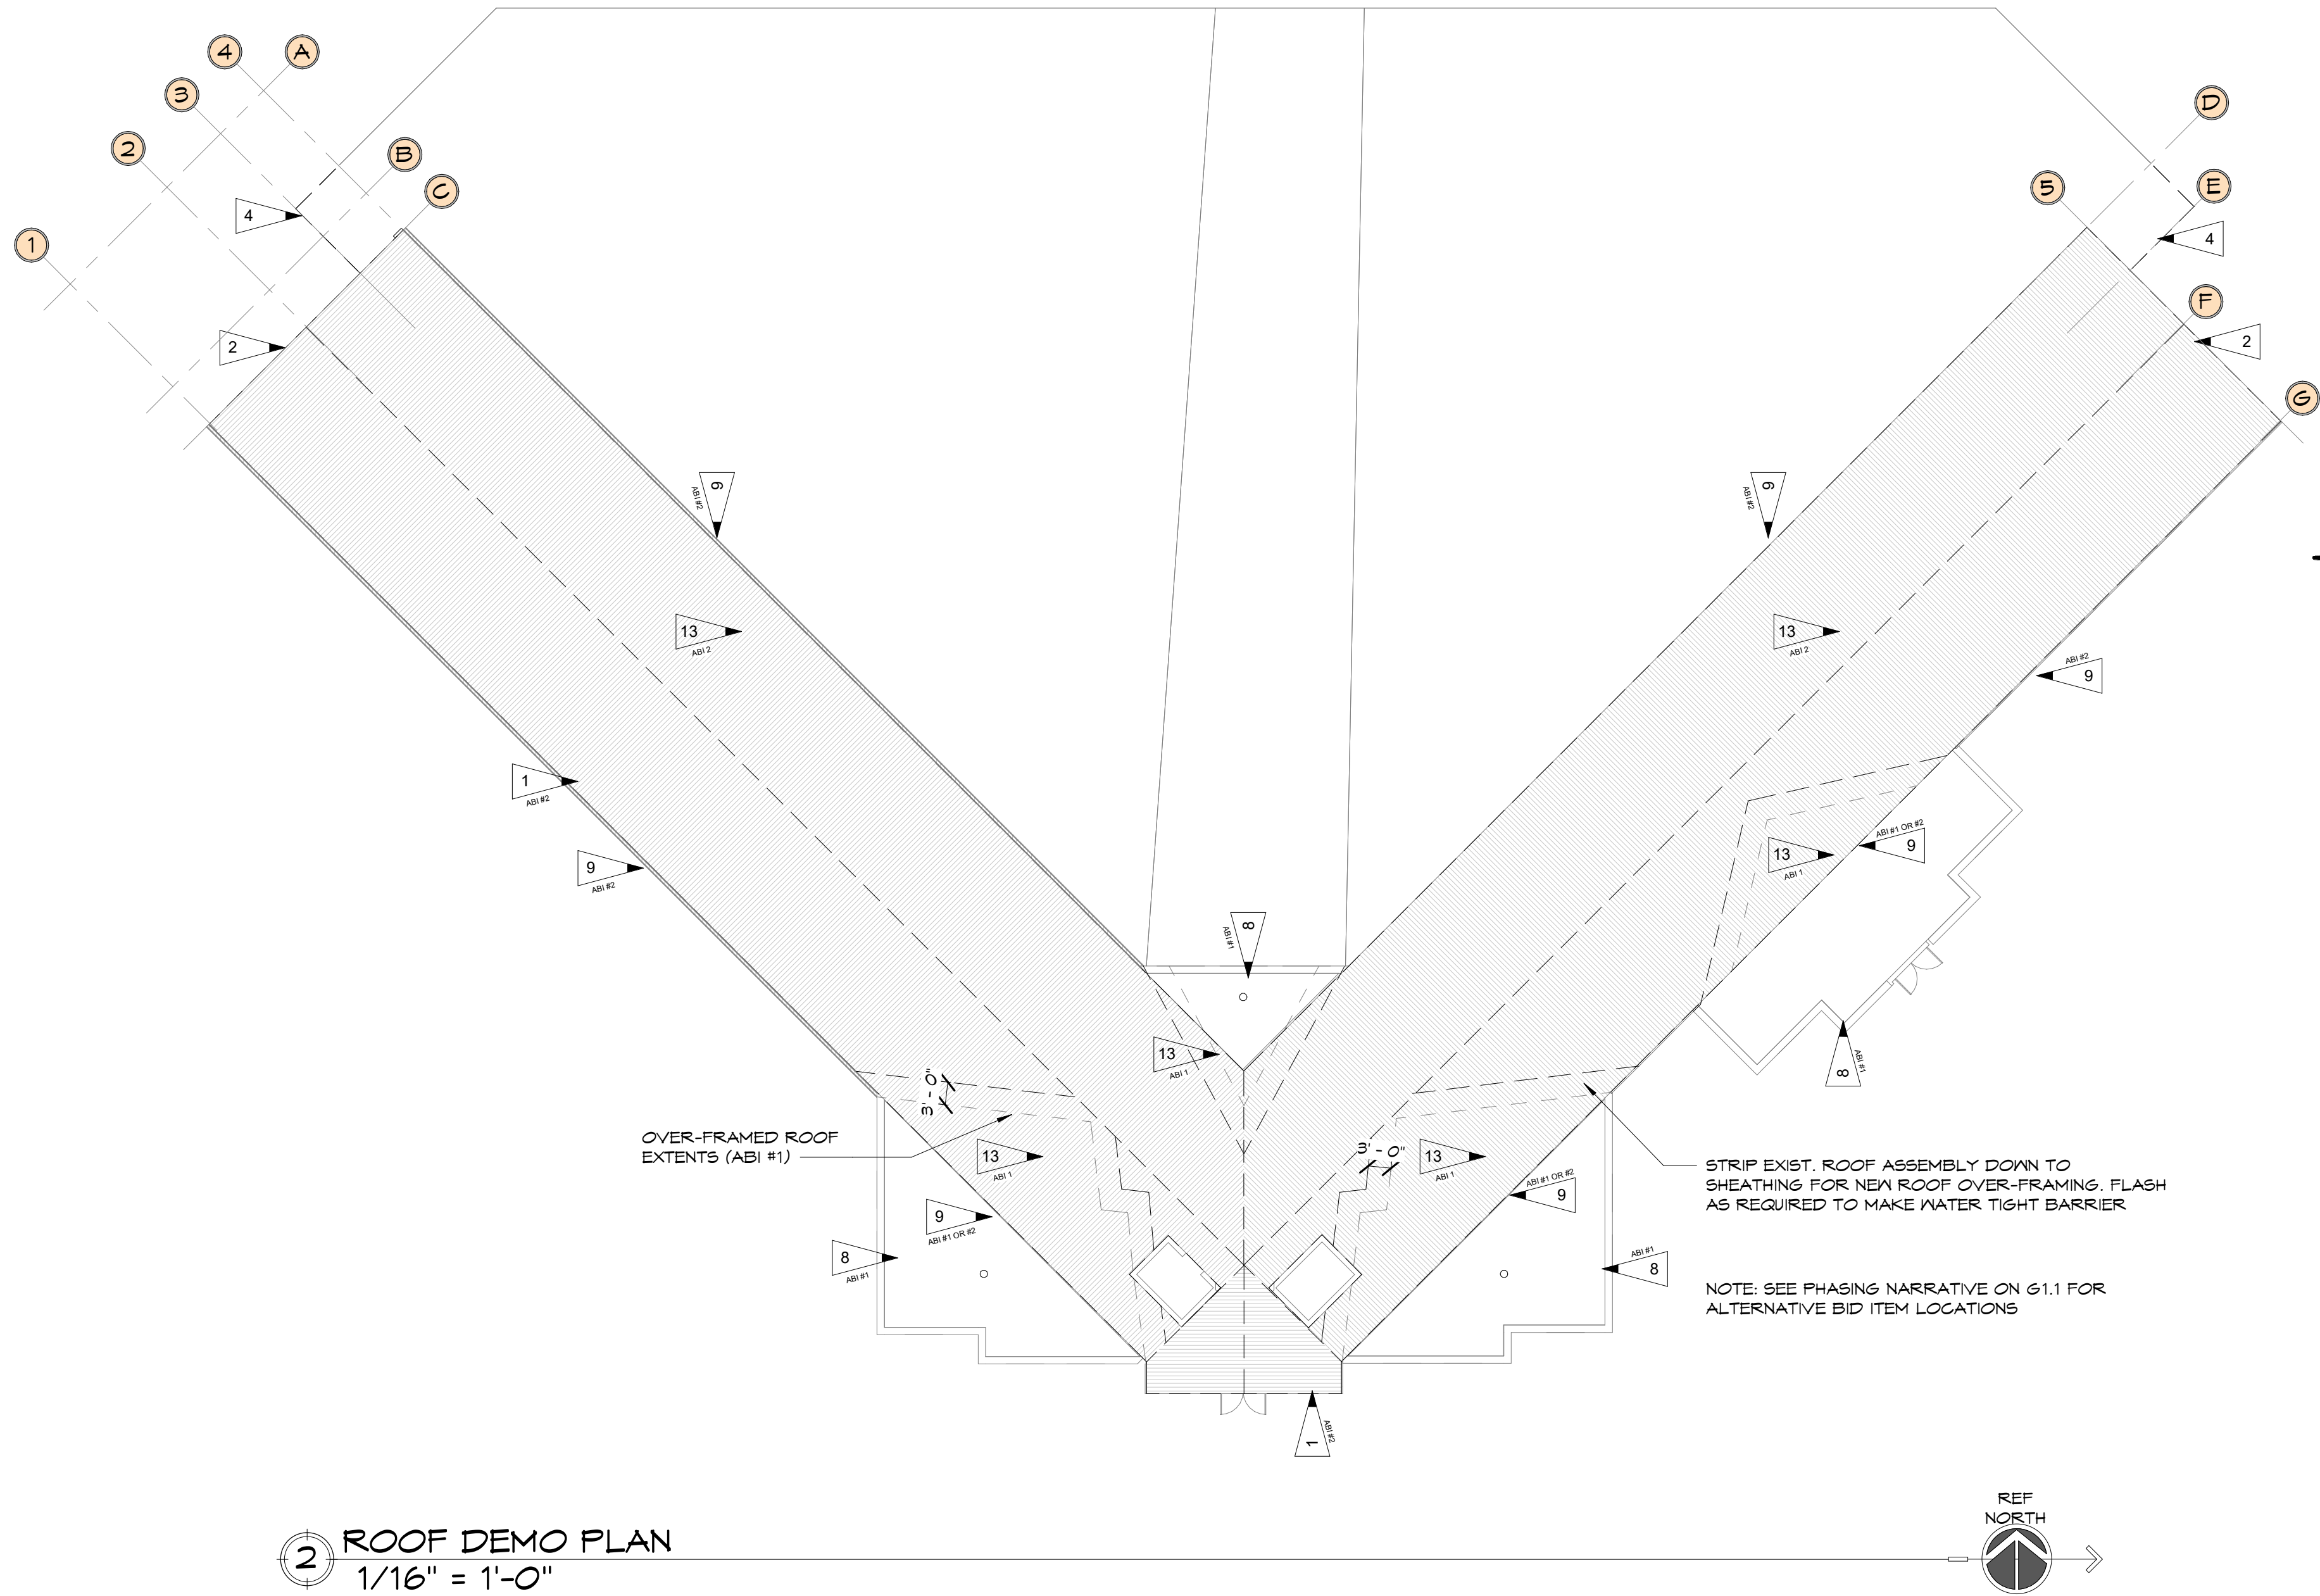 4
A
3
2
B
C
1
D
5
E
F
G
4
4
2
2
9
ABI #2
9
ABI #2
13
ABI 2
13
ABI 2
ABI #2
9
1
ABI #2
ABI #1 OR #2
9
13
ABI 1
9
ABI #2
8
ABI #1
13
ABI 1
8
ABI #1
3' - 0"
OVER-FRAMED ROOF
EXTENTS (ABI #1)
13
ABI 1
3' - 0"
13
ABI 1
STRIP EXIST. ROOF ASSEMBLY DOWN TO
SHEATHING FOR NEW ROOF OVER-FRAMING. FLASH
AS REQUIRED TO MAKE WATER TIGHT BARRIER
9
ABI #1 OR #2
ABI #1 OR #2
9
8
ABI #1
ABI #1
8
NOTE: SEE PHASING NARRATIVE ON G1.1 FOR
ALTERNATIVE BID ITEM LOCATIONS
1
ABI #2
2
ROOF DEMO PLAN
1/16" = 1'-0"
REF
NORTH